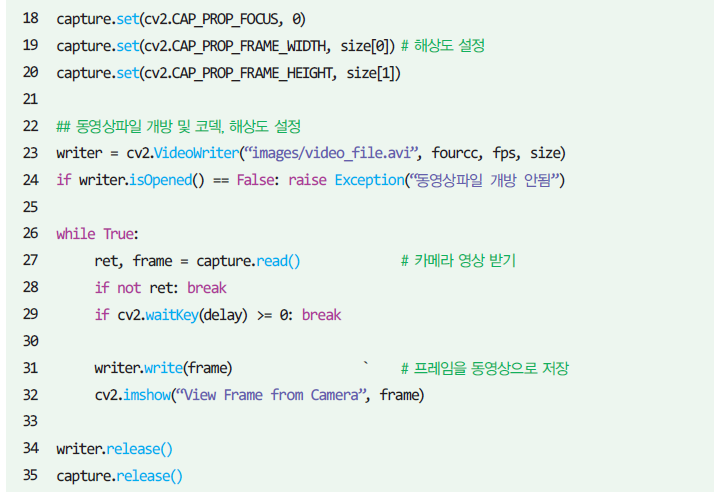 18 capture.set(cv2.CAP_PROP_FOCUS, 0)
19 capture.set(cv2.CAP_PROP_FRAME_WIDTH, size[0]) # 해상도 설정
20 capture.set(cv2.CAP_PROP_FRAME_HEIGHT, size[1])
21
22 ## 동영상파일 개방 및 코덱, 해상도 설정
23 writer = cv2.VideoWriter(“images/video_file.avi”, fourcc, fps, size)
24 if writer.isOpened() == False: raise Exception(“동영상파일 개방 안됨”)
25
26 while True:
27 ret, frame = capture.read() # 카메라 영상 받기
28 if not ret: break
29 if cv2.waitKey(delay) >= 0: break
30
31 writer.write(frame) ` # 프레임을 동영상으로 저장
32 cv2.imshow(“View Frame from Camera”, frame)
33
34 writer.release()
35 capture.release()